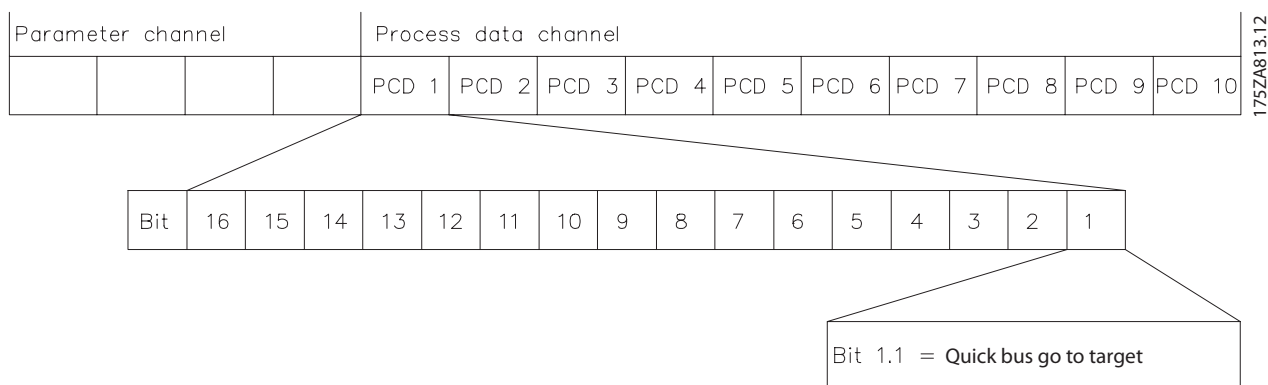 Parameter channel Process data channel
PCD 1 PCD 2 PCD 3 PCD 4 PCD 5 PCD 6 PCD 7 PCD 8 PCD 9 PCD 10
175ZA813.12
Bit 16 15 14 13 12 11 10 9 8 7 6 5 4 3 2 1
Bit 1.1 = Quick bus go to target